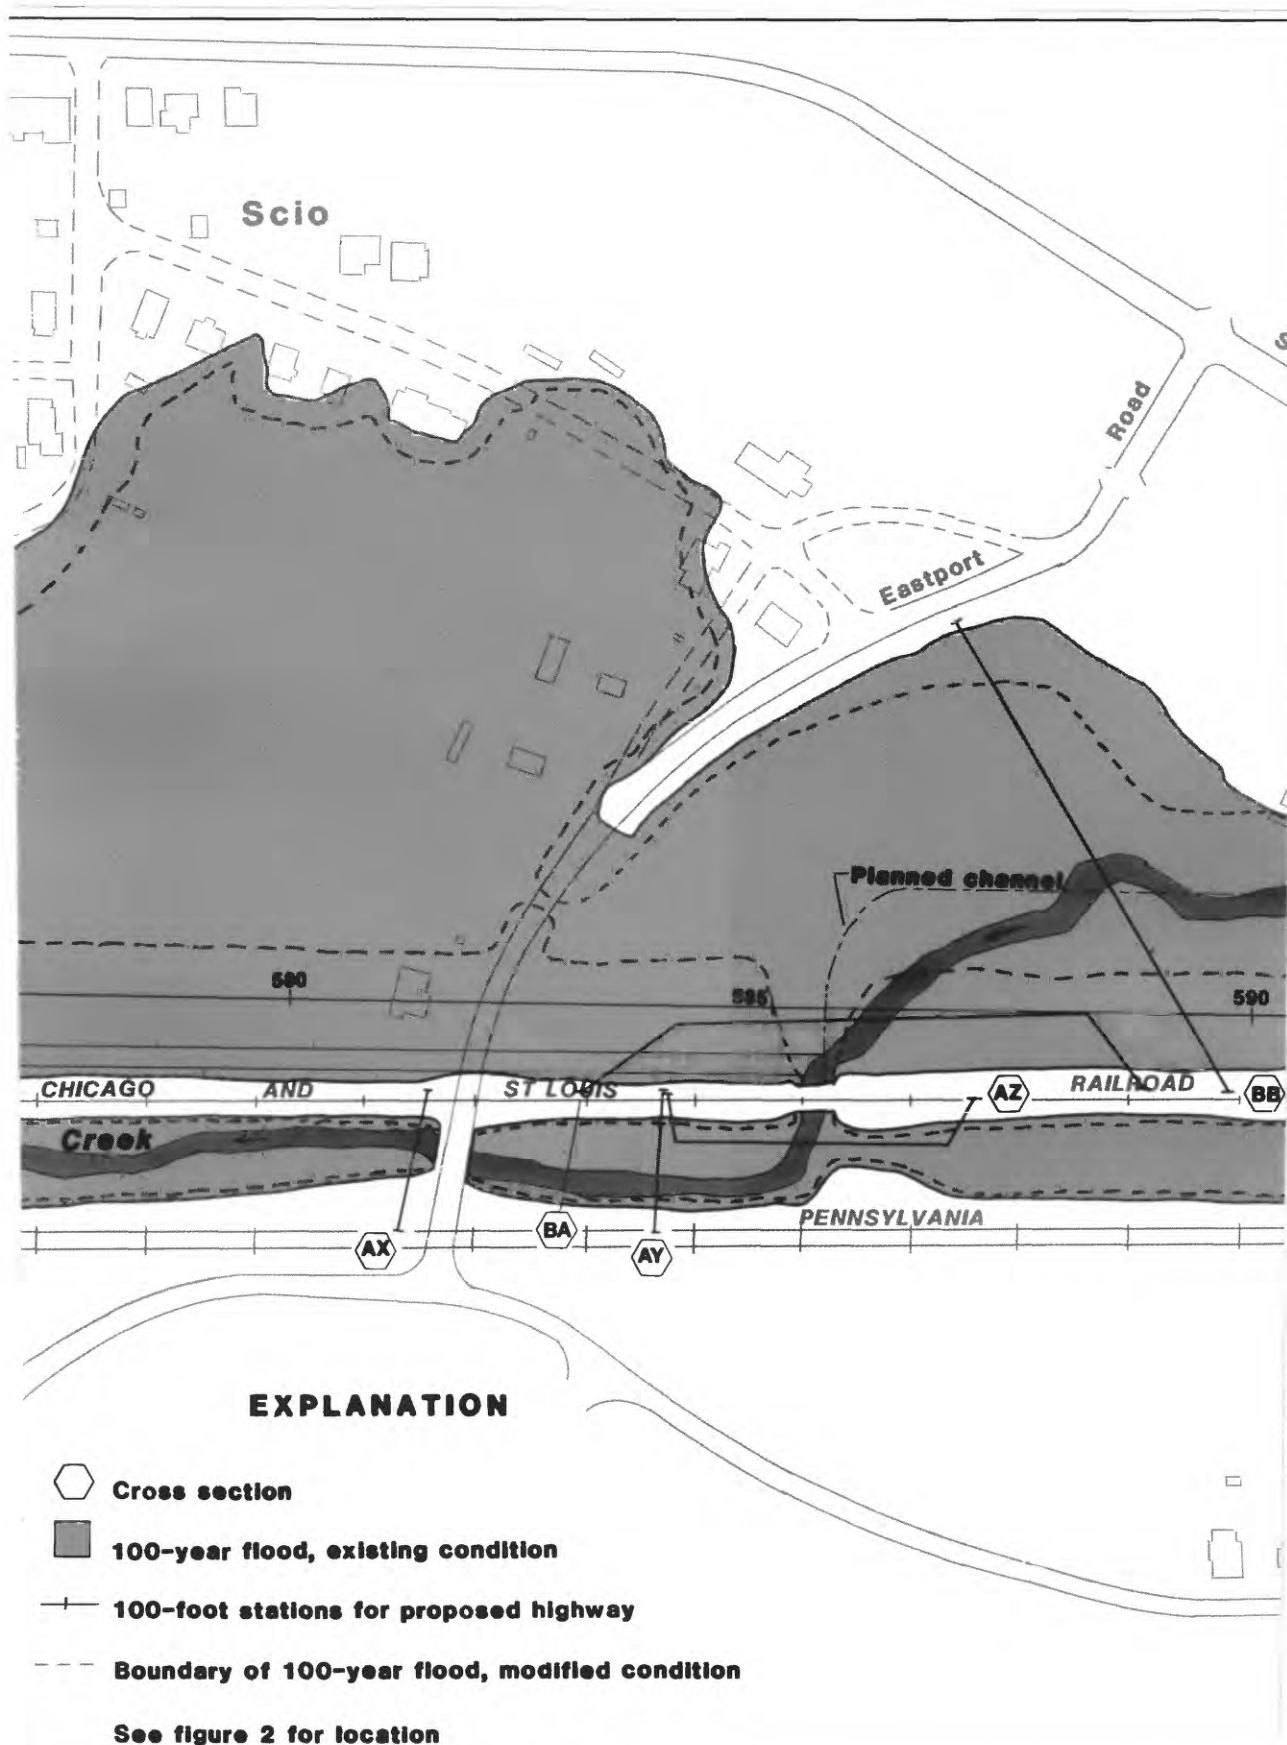 Scio
Road
Eastport
Planned channel
580
585
590
CHICAGO AND ST LOUIS RAILROAD
AZ
BB
Creek
BA
PENNSYLVANIA
AX
AY
EXPLANATION
Cross section
100-year flood, existing condition
100-foot stations for proposed highway
Boundary of 100-year flood, modified condition
See figure 2 for location